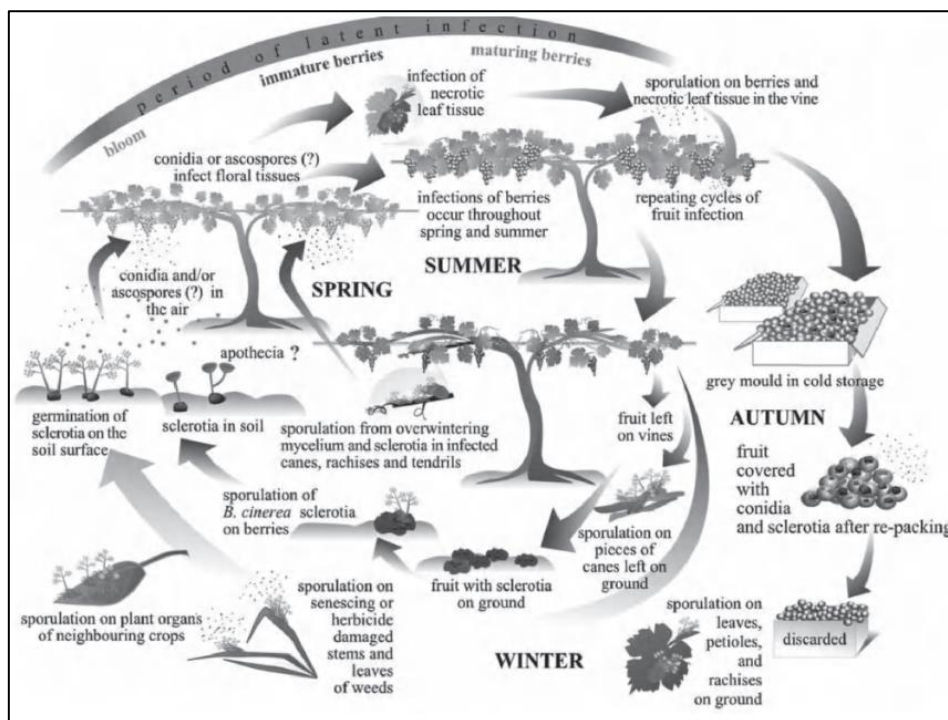 period of latent infection
bloom
immature berries
maturing berries
infection of
necrotic
leaf tissue
sporulation on berries and
necrotic leaf tissue in the vine
conidia or ascospores (?)
infect floral tissues
infections of berries
occur throughout
spring and summer
repeating cycles of
fruit infection
SUMMER
SPRING
conidia and/or
ascospores (?) in
the air
apothecia ?
germination of
sclerotia on the
soil surface
sclerotia in soil
sporulation from overwintering
mycelium and sclerotia in infected
canes, rachises and tendrils
fruit left
on vines
grey mould in cold storage
AUTUMN
fruit
covered
with
conidia
and sclerotia after re-packing
sporulation of
B. cinerea sclerotia
on berries
sporulation on
pieces of
canes left on
ground
fruit with sclerotia
on ground
sporulation on plant organs
of neighbouring crops
sporulation on
senescing or
herbicide
damaged
stems and
leaves
of weeds
WINTER
sporulation on
leaves,
petioles,
and
rachises
on ground
discarded